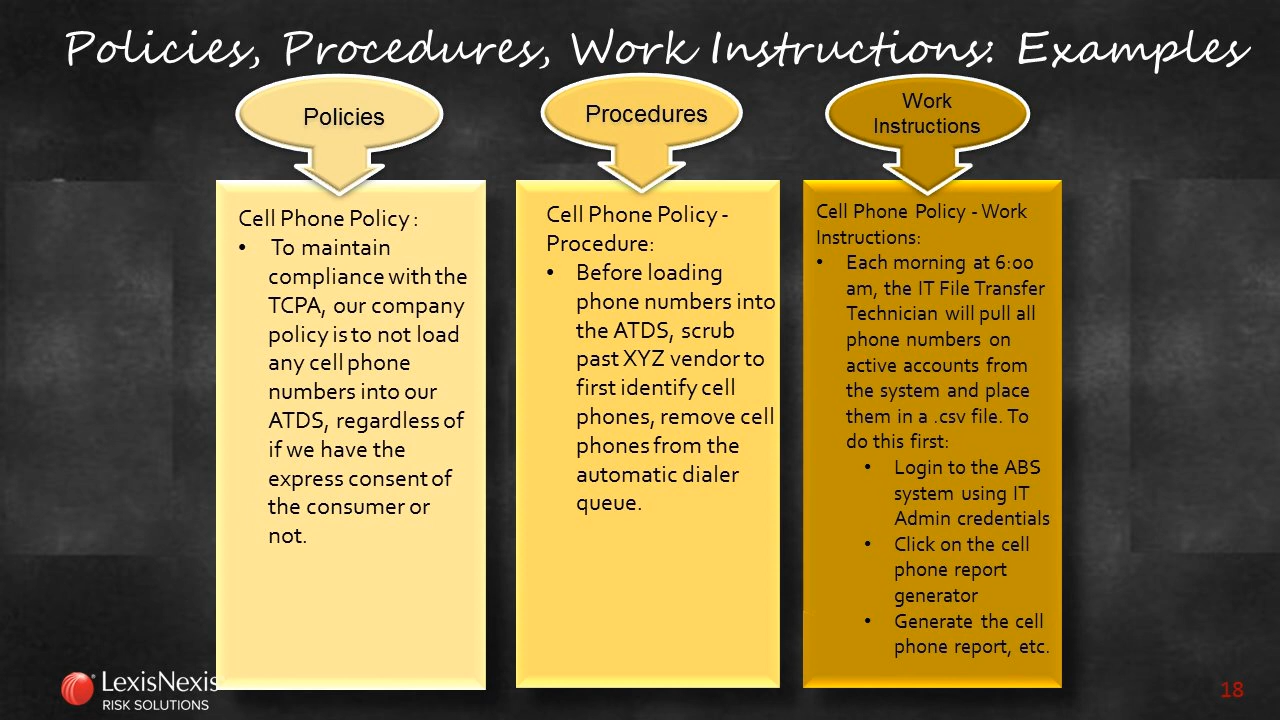 Policies, Procedures, Work Instructions: Examples
Policies
Cell Phone Policy :
• To maintain
compliance with the
TCPA, our company
policy is to not load
any cell phone
numbers into our
ATDS, regardless of
if we have the
express consent of
the consumer or
not.
Procedures
Cell Phone Policy -
Procedure:
• Before loading
phone numbers into
the ATDS, scrub
past XYZ vendor to
first identify cell
phones, remove cell
phones from the
automatic dialer
queue.
Work
Instructions
Cell Phone Policy - Work
Instructions:
• Each morning at 6:00
am, the IT File Transfer
Technician will pull all
phone numbers on
active accounts from
the system and place
them in a .csv file. To
do this first:
• Login to the ABS
system using IT
Admin credentials
• Click on the cell
phone report
generator
• Generate the cell
phone report, etc.
LexisNexis
RISK SOLUTIONS
18